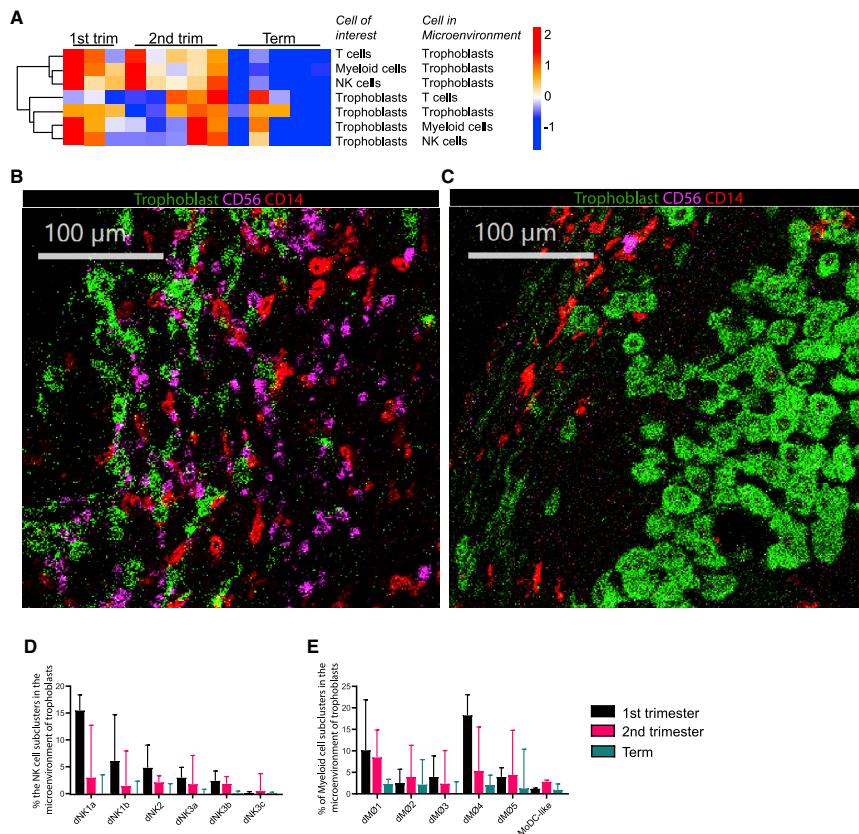 A
1st trim 2nd trim Term
Cell of interest
Cell in Microenvironment
T cells Trophoblasts
Myeloid cells Trophoblasts
NK cells Trophoblasts
Trophoblasts T cells
Trophoblasts Trophoblasts
Trophoblasts Myeloid cells
Trophoblasts NK cells
2
1
0
-1
B
Trophoblast CD56 CD14
100 µm
C
Trophoblast CD56 CD14
100 µm
D
% the NK cell subclusters in the
microenvironment of trophoblasts
20
15
10
5
0
dNK1a
dNK1b
dNK2
dNK3a
dNK3b
dNK3c
E
% of Myeloid cell subclusters in the
microenvironment of trophoblasts
25
20
15
10
5
0
dMØ1
dMØ2
dMØ3
dMØ4
dMØ5
MoDC-like
1st trimester
2nd trimester
Term